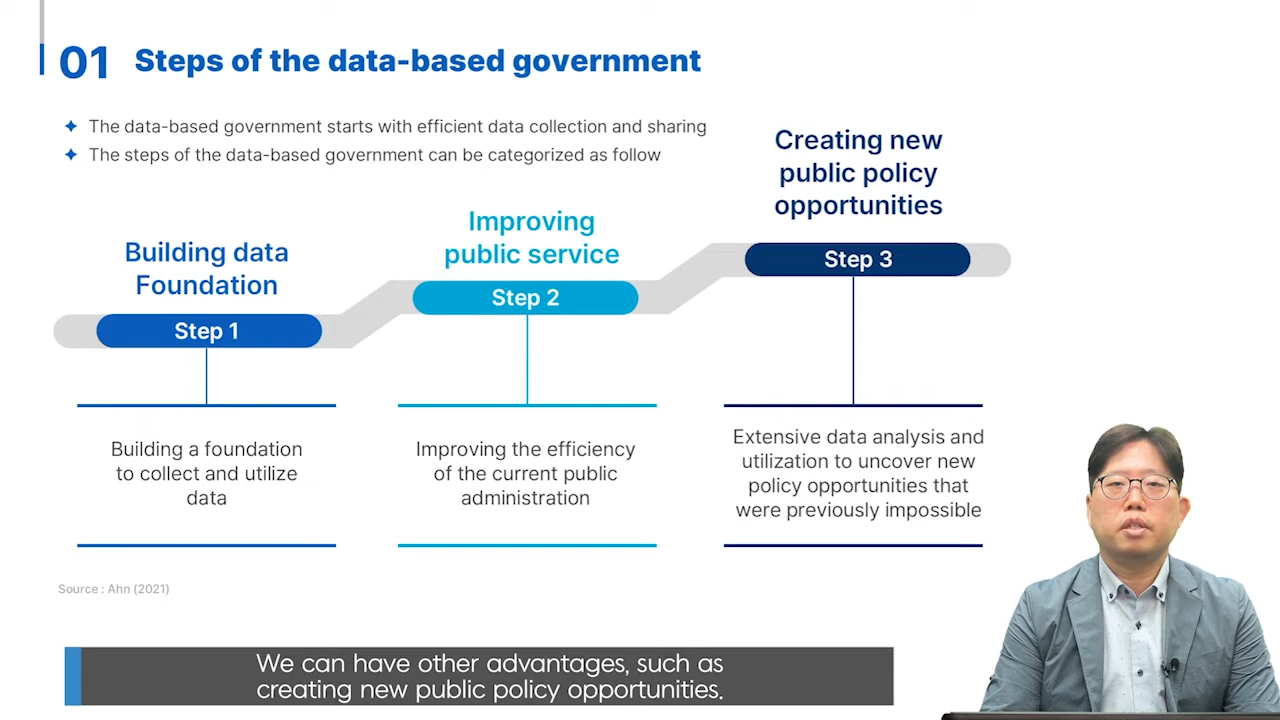 01 Steps of the data-based government
The data-based government starts with efficient data collection and sharing
The steps of the data-based government can be categorized as follow
Building data
Foundation
Step 1
Building a foundation
to collect and utilize
data
Improving
public service
Step 2
Improving the efficiency
of the current public
administration
Creating new
public policy
opportunities
Step 3
Extensive data analysis and
utilization to uncover new
policy opportunities that
were previously impossible
Source : Ahn (2021)
We can have other advantages, such as
creating new public policy opportunities.